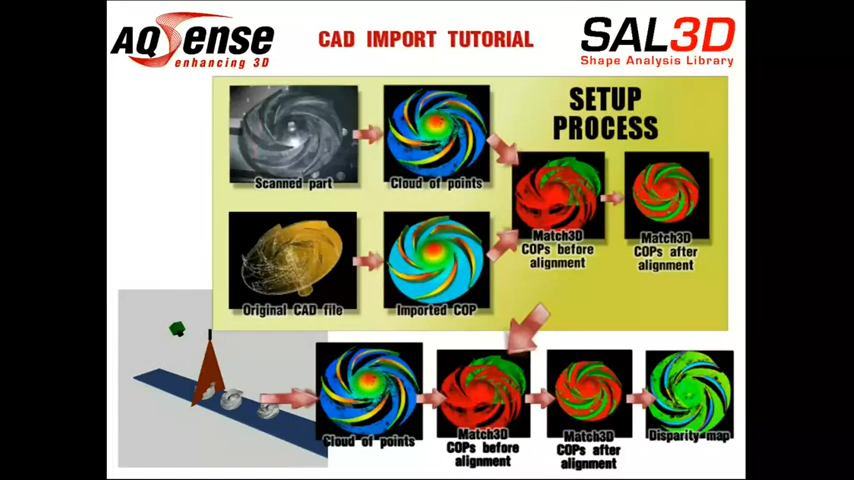 AQSense
enhancing 3D
CAD IMPORT TUTORIAL
SAL3D
Shape Analysis Library
SETUP
PROCESS
Scanned part
Cloud of points
Match3D
COPs before
alignment
Match3D
COPs after
alignment
Original CAD file
Imported COP
Cloud of points
Match3D
COPs before
alignment
Match3D
COPs after
alignment
Disparity map